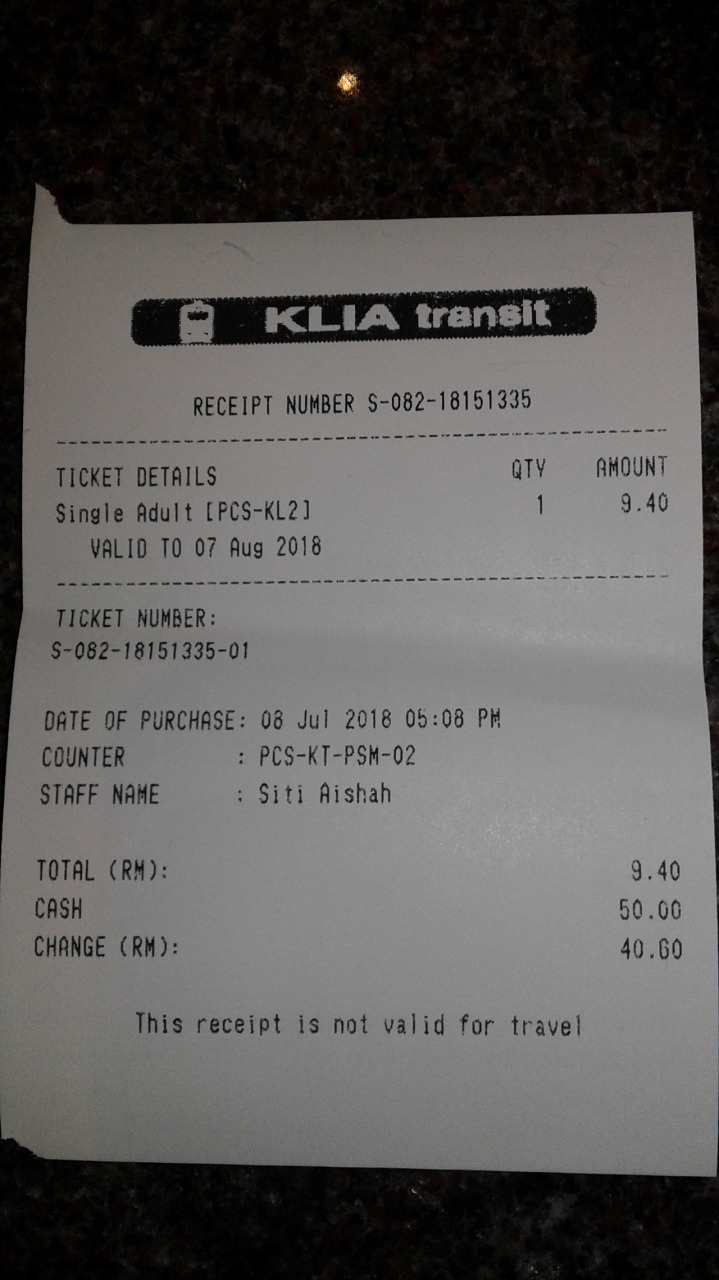 KLIA transit
RECEIPT NUMBER S-082-18151335
TICKET DETAILS QTY AMOUNT
Single Adult [PCS-KL2] 1 9.40
VALID TO 07 Aug 2018
TICKET NUMBER:
S-082-18151335-01
DATE OF PURCHASE: 08 Jul 2018 05:08 PM
COUNTER : PCS-KT-PSM-02
STAFF NAME : Siti Aishah
TOTAL (RM): 9.40
CASH 50.00
CHANGE (RM): 40.60
This receipt is not valid for travel